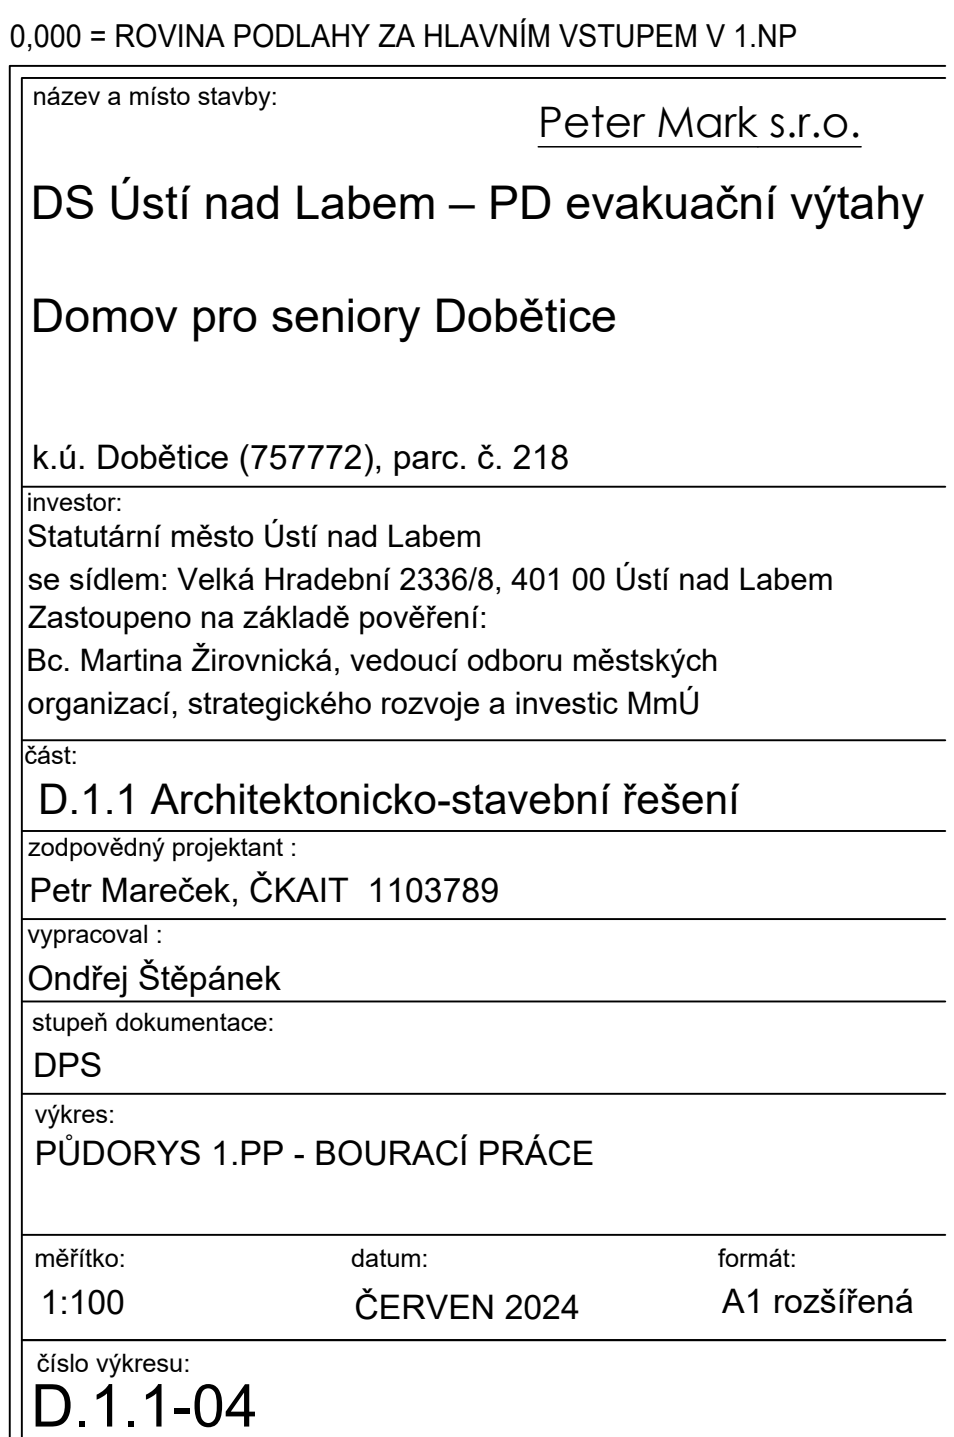 0,000 = ROVINA PODLAHY ZA HLAVNÍM VSTUPEM V 1.NP
název a místo stavby:
Peter Mark s.r.o.
DS Ústí nad Labem – PD evakuační výtahy
Domov pro seniory Dobětice
k.ú. Dobětice (757772), parc. č. 218
investor:
Statutární město Ústí nad Labem
se sídlem: Velká Hradební 2336/8, 401 00 Ústí nad Labem
Zastoupeno na základě pověření:
Bc. Martina Žirovnická, vedoucí odboru městských
organizací, strategického rozvoje a investic MmÚ
část:
D.1.1 Architektonicko-stavební řešení
zodpovědný projektant :
Petr Mareček, ČKAIT 1103789
vypracoval :
Ondřej Štěpánek
stupeň dokumentace:
DPS
výkres:
PŮDORYS 1.PP - BOURACÍ PRÁCE
měřítko: datum: formát:
1:100 ČERVEN 2024 A1 rozšířená
číslo výkresu:
D.1.1-04